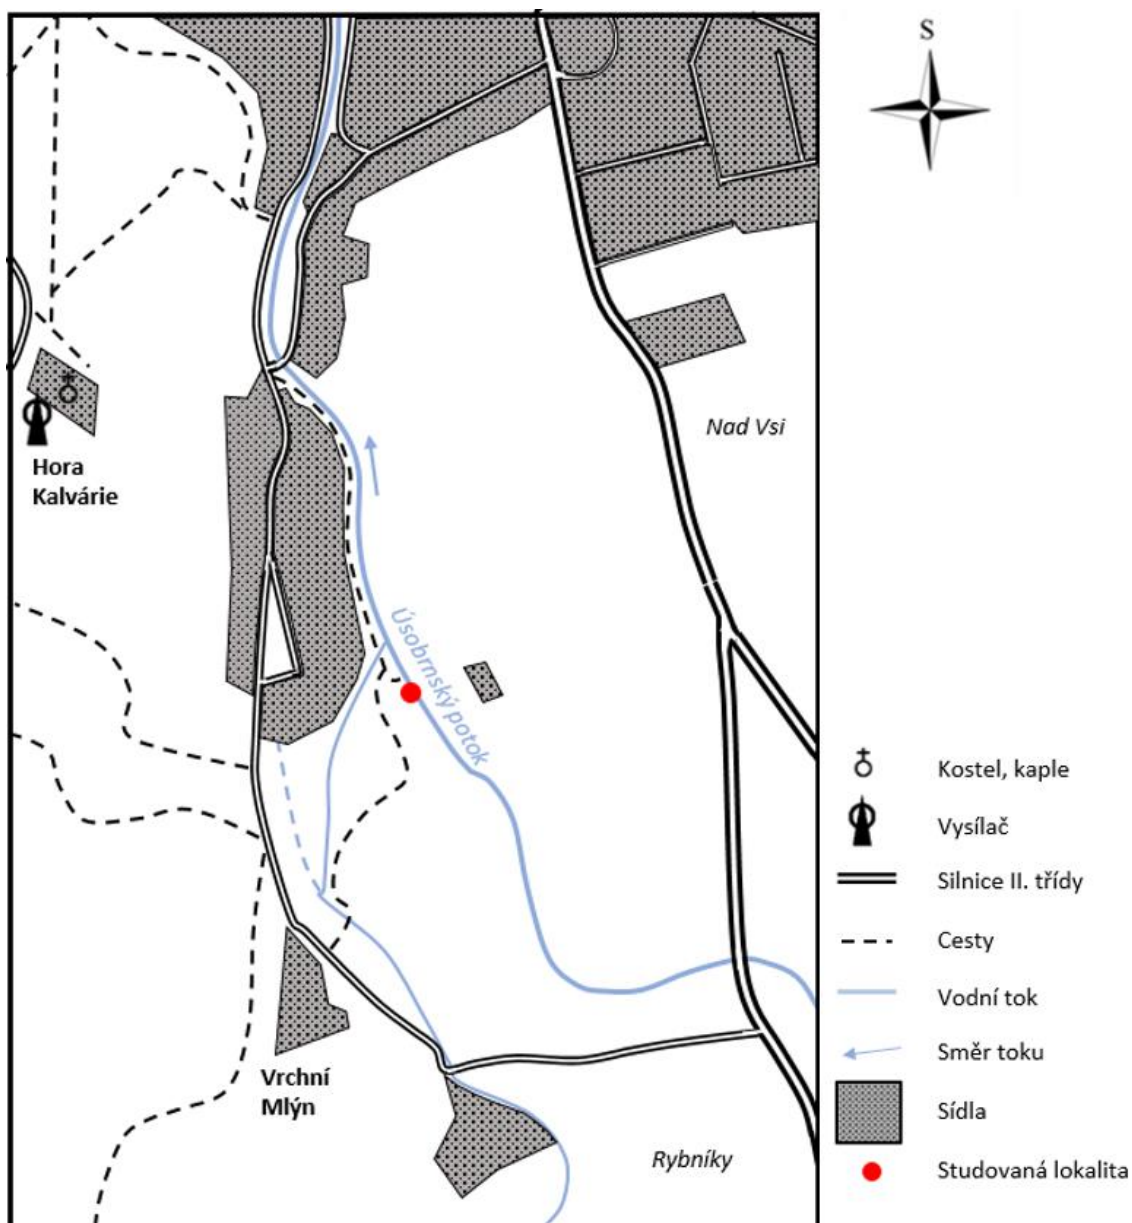 S
Nad Vsi
Hora
Kalvárie
Úsobrnský potok
Vrchní
Mlýn
Rybníky
Kostel, kaple
Vysílač
Silnice II. třídy
Cesty
Vodní tok
Směr toku
Sídla
Studovaná lokalita